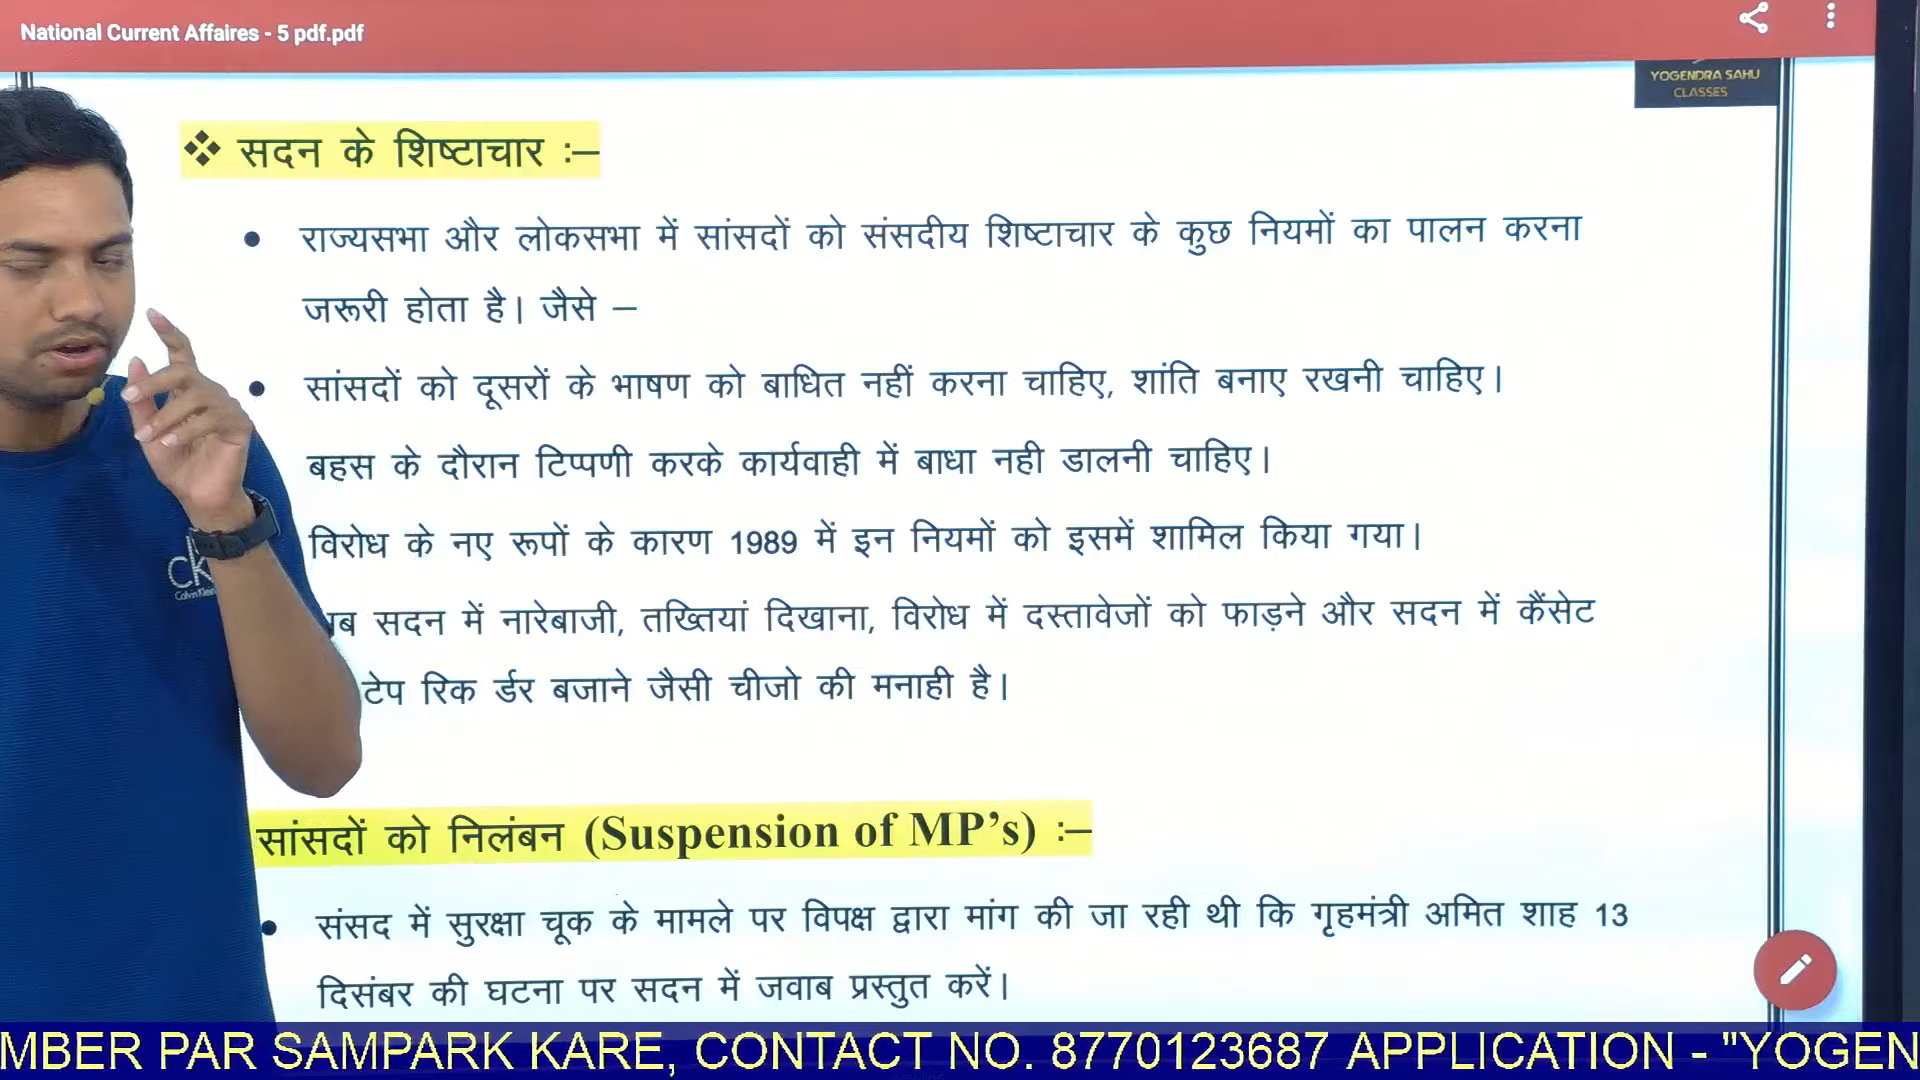 National Current Affaires - 5 pdf.pdf
YOGENDRA SAHU
CLASSES
❖ सदन के शिष्टाचार :–
• राज्यसभा और लोकसभा में सांसदों को संसदीय शिष्टाचार के कुछ नियमों का पालन करना
जरूरी होता है। जैसे –
• सांसदों को दूसरों के भाषण को बाधित नहीं करना चाहिए, शांति बनाए रखनी चाहिए।
बहस के दौरान टिप्पणी करके कार्यवाही में बाधा नही डालनी चाहिए।
विरोध के नए रूपों के कारण 1989 में इन नियमों को इसमें शामिल किया गया।
सदन में नारेबाजी, तख्तियां दिखाना, विरोध में दस्तावेजों को फाड़ने और सदन में कैंसेट
टेप रिक र्डर बजाने जैसी चीजो की मनाही है।
सांसदों को निलंबन (Suspension of MP’s) :–
• संसद में सुरक्षा चूक के मामले पर विपक्ष द्वारा मांग की जा रही थी कि गृहमंत्री अमित शाह 13
दिसंबर की घटना पर सदन में जवाब प्रस्तुत करें।
ck
Calvin Klein
MBER PAR SAMPARK KARE, CONTACT NO. 8770123687 APPLICATION - "YOGEN